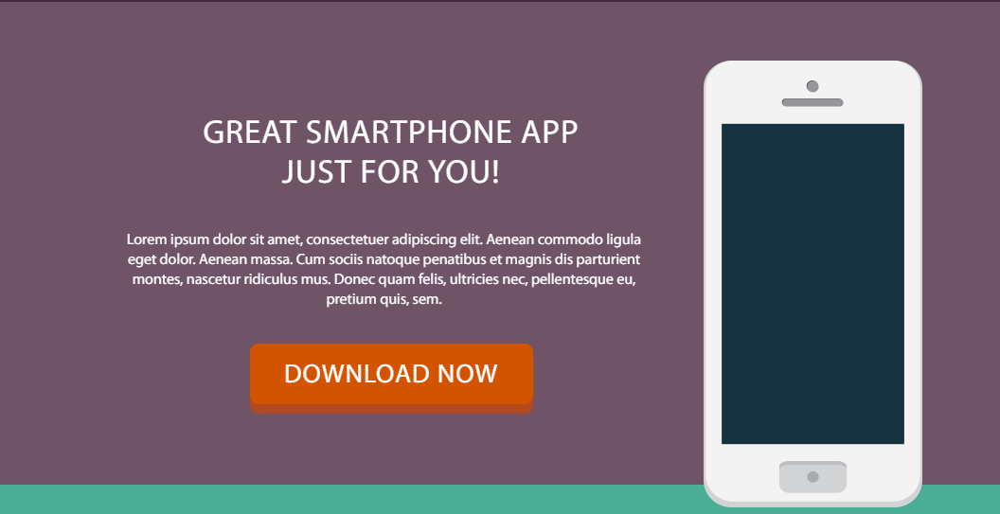 GREAT SMARTPHONE APP
JUST FOR YOU!
Lorem ipsum dolor sit amet, consectetuer adipiscing elit. Aenean commodo ligula
eget dolor. Aenean massa. Cum sociis natoque penatibus et magnis dis parturient
montes, nascetur ridiculus mus. Donec quam felis, ultricies nec, pellentesque eu,
pretium quis, sem.
DOWNLOAD NOW